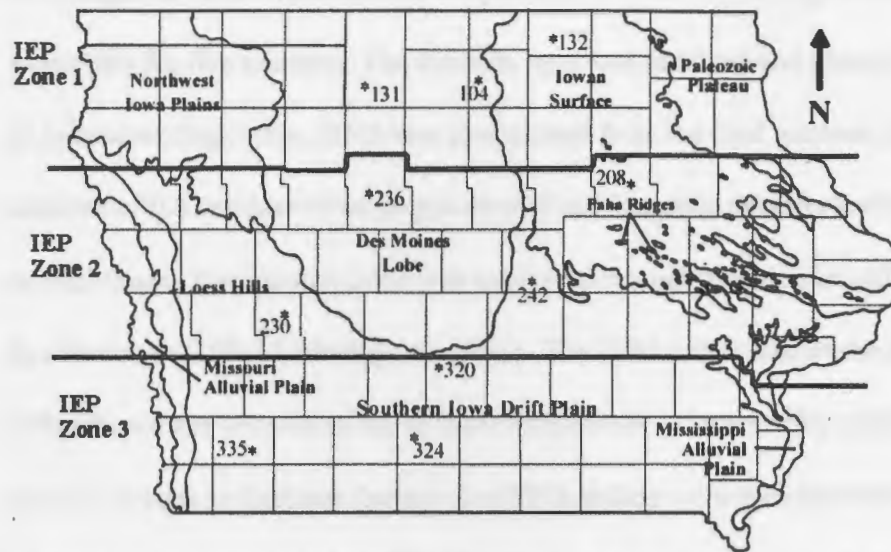 IEP
Zone 1
Northwest
Iowa Plains
*131
104*
*132
Iowan
Surface
Paleozoic
Plateau
N
208
*
Paha Ridges
*236
IEP
Zone 2
Des Moines
Lobe
Hills
242*
230*
Missouri
Alluvial Plain
*320
IEP
Zone 3
Southern Iowa Drift Plain
335*
*
324
Mississippi
Alluvial
Plain